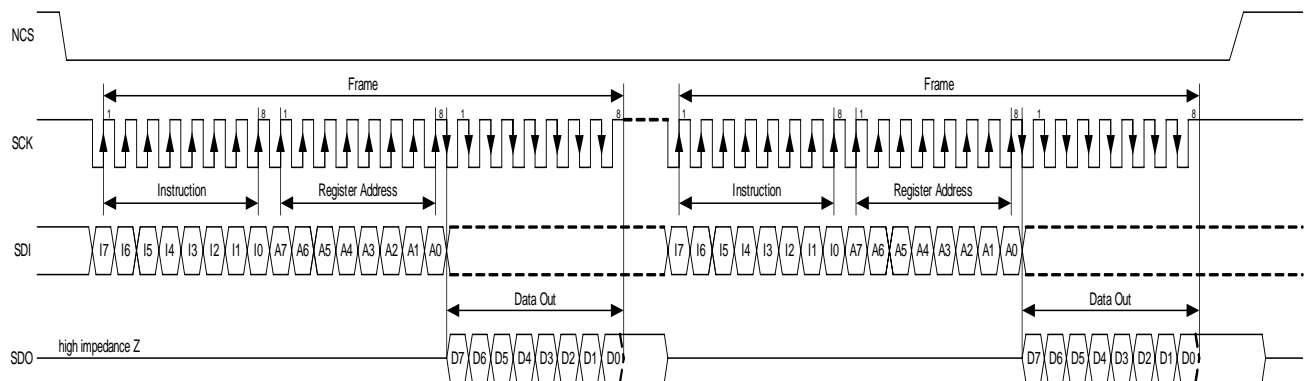 NCS
Frame Frame
1 8 1 8 1 8 1 8 1 8 1 8
SCK
Instruction Register Address Instruction Register Address
SDI I7 I6 I5 I4 I3 I2 I1 I0 A7 A6 A5 A4 A3 A2 A1 A0 I7 I6 I5 I4 I3 I2 I1 I0 A7 A6 A5 A4 A3 A2 A1 A0
Data Out Data Out
high impedance Z
SDO D7 D6 D5 D4 D3 D2 D1 D0 D7 D6 D5 D4 D3 D2 D1 D0